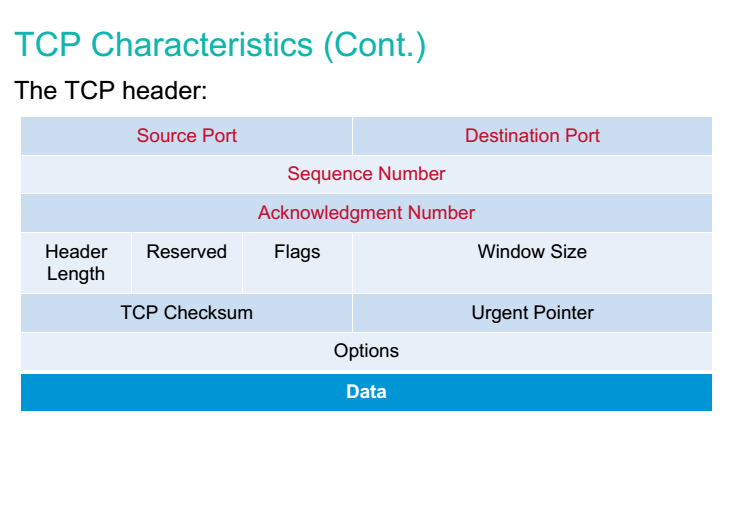 TCP Characteristics (Cont.)
The TCP header:
Source Port Destination Port
Sequence Number
Acknowledgment Number
Header Length Reserved Flags Window Size
TCP Checksum Urgent Pointer
Options
Data